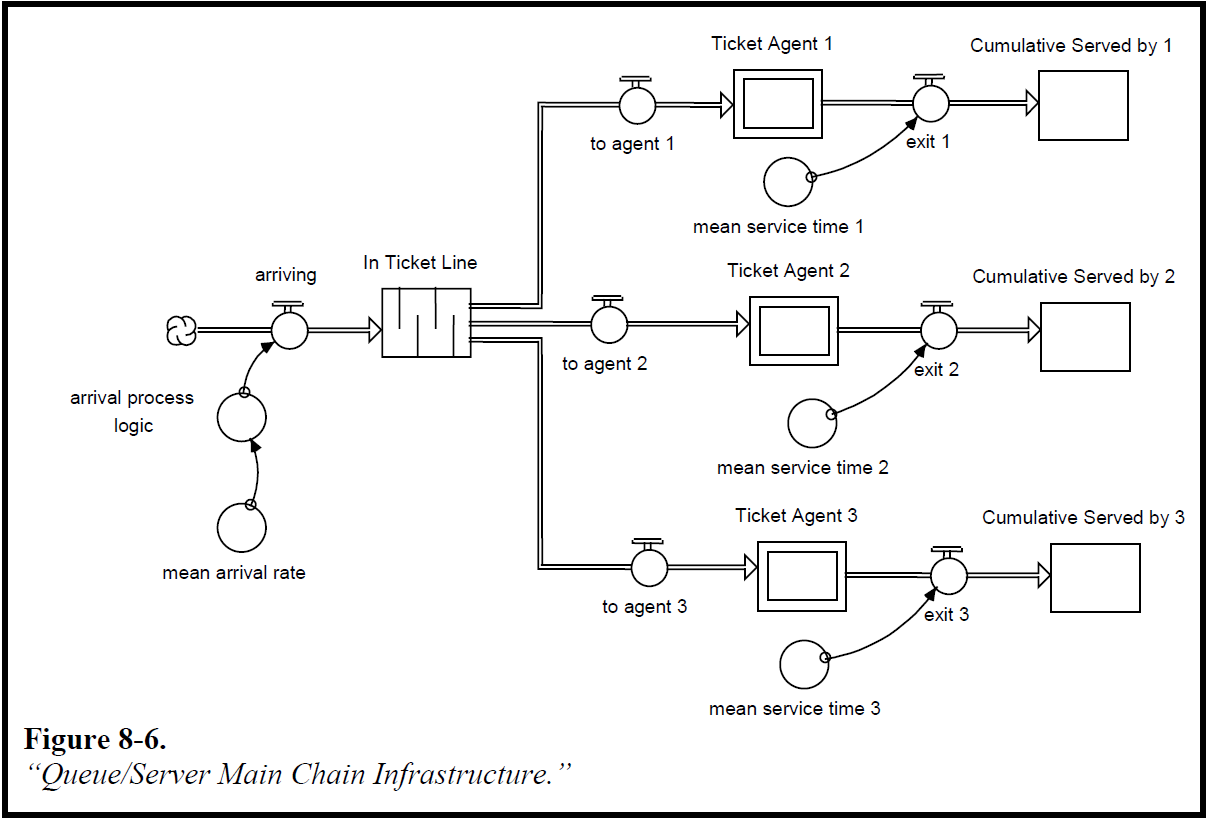 Ticket Agent 1
Cumulative Served by 1
to agent 1
exit 1
mean service time 1
arriving
In Ticket Line
Ticket Agent 2
Cumulative Served by 2
to agent 2
exit 2
arrival process
logic
mean service time 2
mean arrival rate
Ticket Agent 3
Cumulative Served by 3
to agent 3
exit 3
mean service time 3
Figure 8-6.
“Queue/Server Main Chain Infrastructure.”